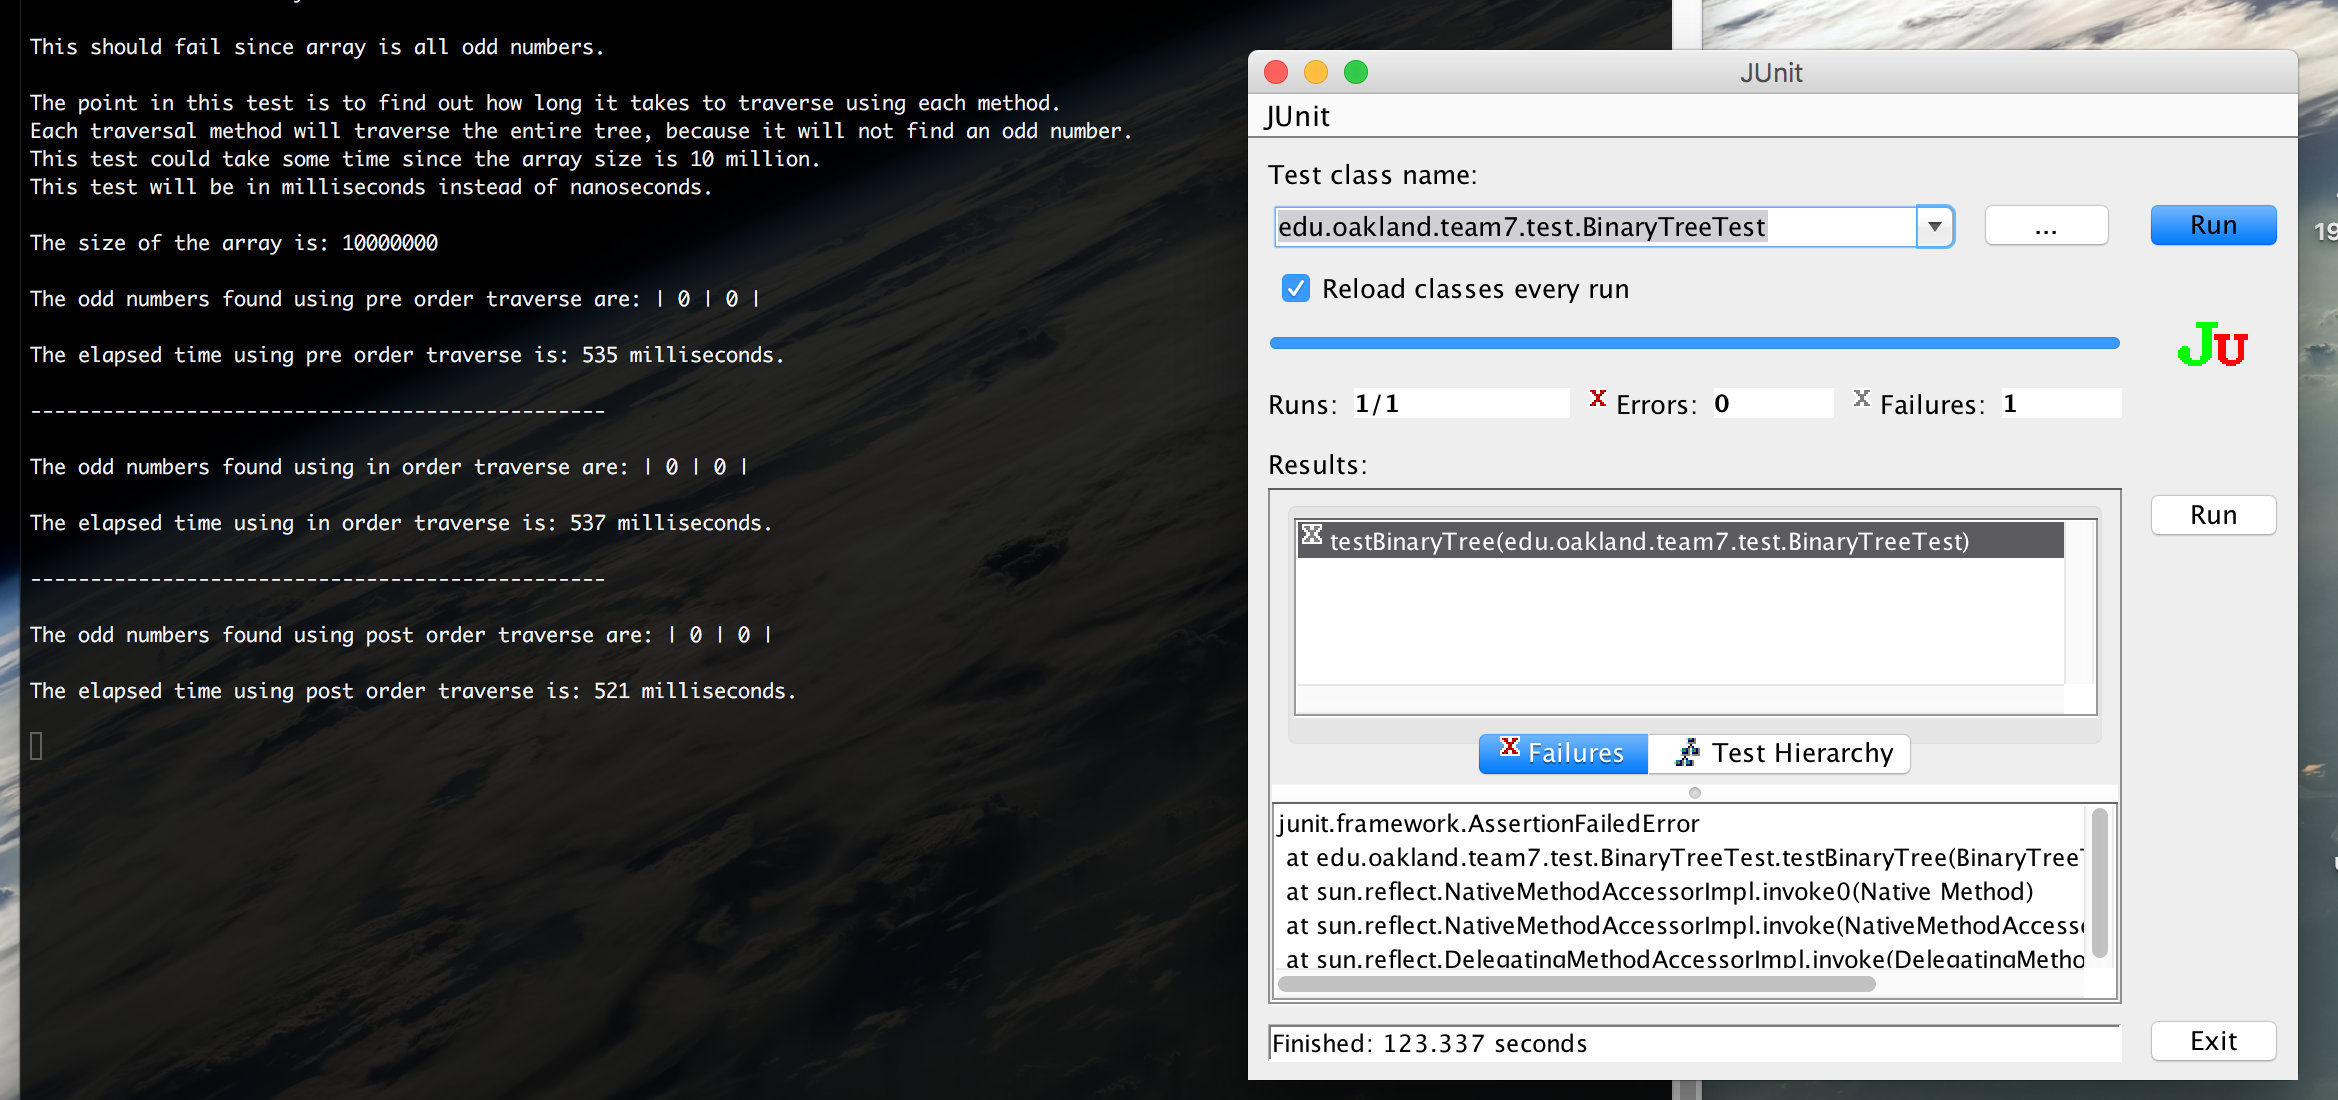 This should fail since array is all odd numbers.
The point in this test is to find out how long it takes to traverse using each method.
Each traversal method will traverse the entire tree, because it will not find an odd number.
This test could take some time since the array size is 10 million.
This test will be in milliseconds instead of nanoseconds.
The size of the array is: 10000000
The odd numbers found using pre order traverse are: | 0 | 0 |
The elapsed time using pre order traverse is: 535 milliseconds.
------------------------------------------------
The odd numbers found using in order traverse are: | 0 | 0 |
The elapsed time using in order traverse is: 537 milliseconds.
------------------------------------------------
The odd numbers found using post order traverse are: | 0 | 0 |
The elapsed time using post order traverse is: 521 milliseconds.
JUnit
JUnit
Test class name:
edu.oakland.team7.test.BinaryTreeTest
...
Run
Reload classes every run
JU
Runs: 1/1 X Errors: 0 X Failures: 1
Results:
testBinaryTree(edu.oakland.team7.test.BinaryTreeTest)
Run
Failures Test Hierarchy
junit.framework.AssertionFailedError
at edu.oakland.team7.test.BinaryTreeTest.testBinaryTree(BinaryTreeT
at sun.reflect.NativeMethodAccessorImpl.invoke0(Native Method)
at sun.reflect.NativeMethodAccessorImpl.invoke(NativeMethodAccesso
at sun.reflect.DelegatingMethodAccessorImpl.invoke(DelegatingMetho
Finished: 123.337 seconds
Exit
19